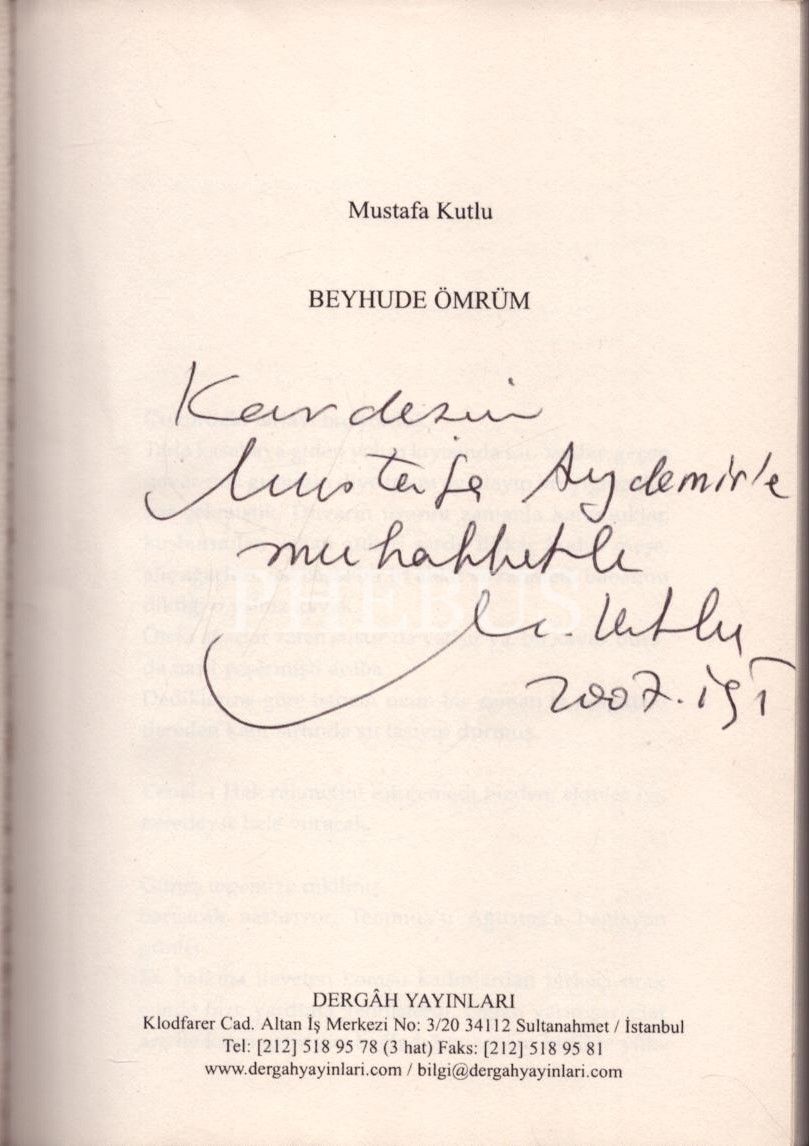 Mustafa Kutlu
BEYHUDE ÖMRÜM
Kardeşim
Mustafa Aydemir'e
muhabbetle
M. Kutlu
2007. İST
PHEBUS
DERGÂH YAYINLARI
Klodfarer Cad. Altan İş Merkezi No: 3/20 34112 Sultanahmet / İstanbul
Tel: [212] 518 95 78 (3 hat) Faks: [212] 518 95 81
www.dergahyayinlari.com / bilgi@dergahyayinlari.com